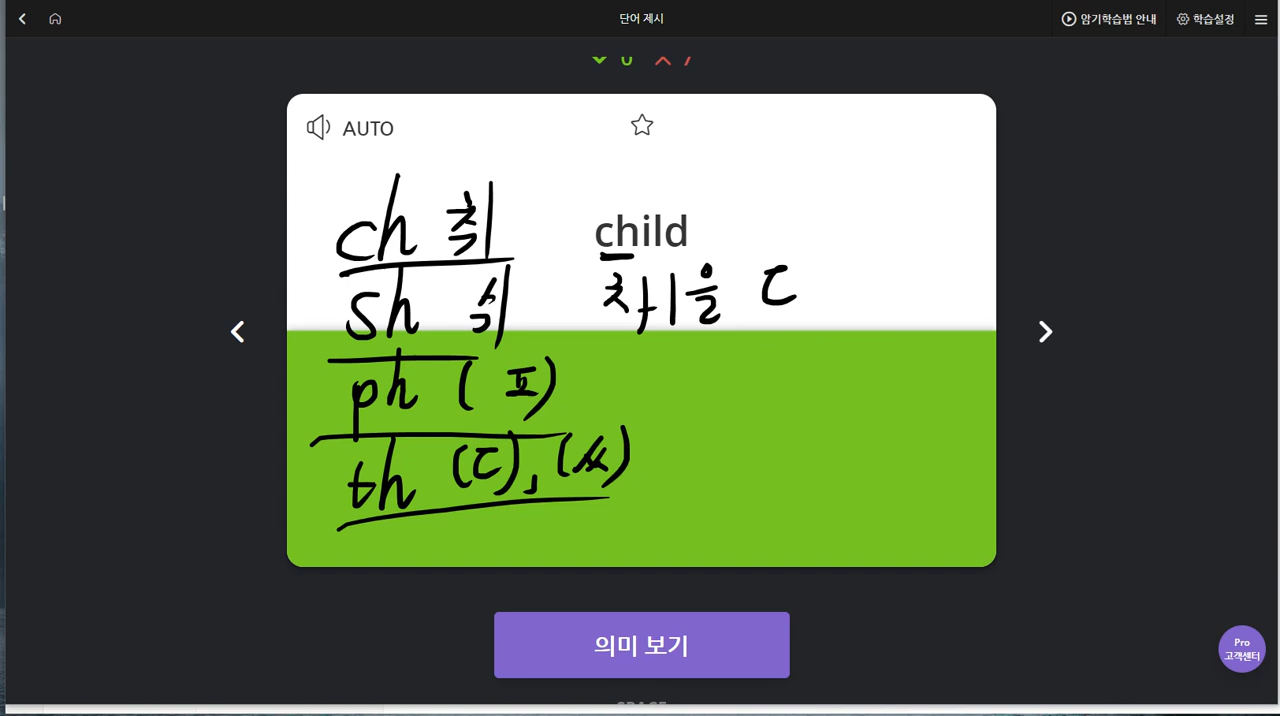 단어 제시
암기학습법 안내
학습설정
AUTO
ch 취
child
sh 쉬
차일 ㄷ
ph (ㅍ)
th (ㄷ), (ㅆ)
의미 보기
Pro
고객센터